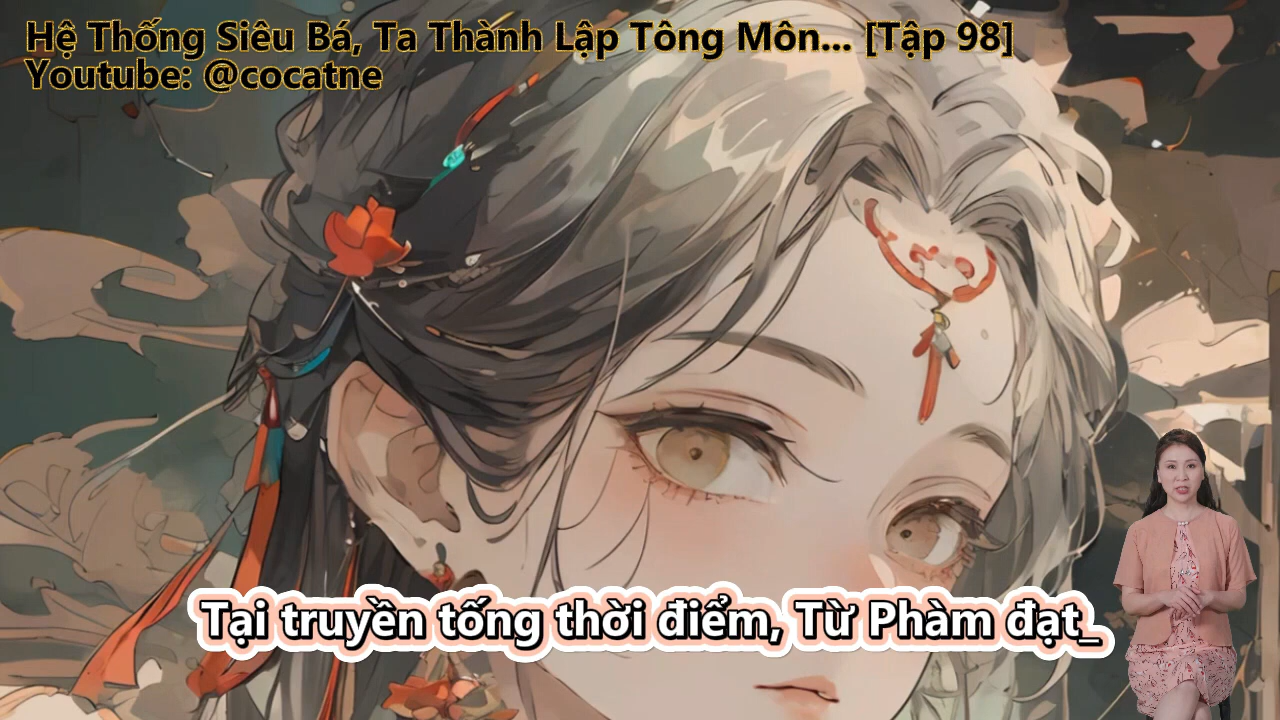 Hệ Thống Siêu Bá, Ta Thành Lập Tông Môn... [Tập 98]
Youtube: @cocatne
Tại truyền tống thời điểm, Từ Phàm đạt_